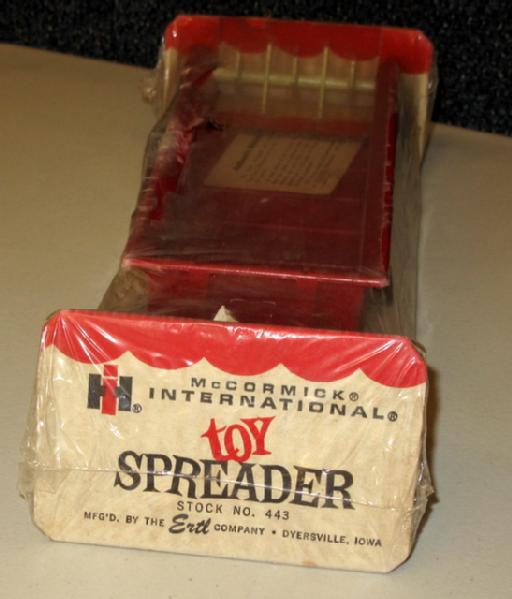 IH® McCORMICK®
INTERNATIONAL®
toy
SPREADER
STOCK NO. 443
MFG'D. BY THE Ertl COMPANY • DYERSVILLE, IOWA